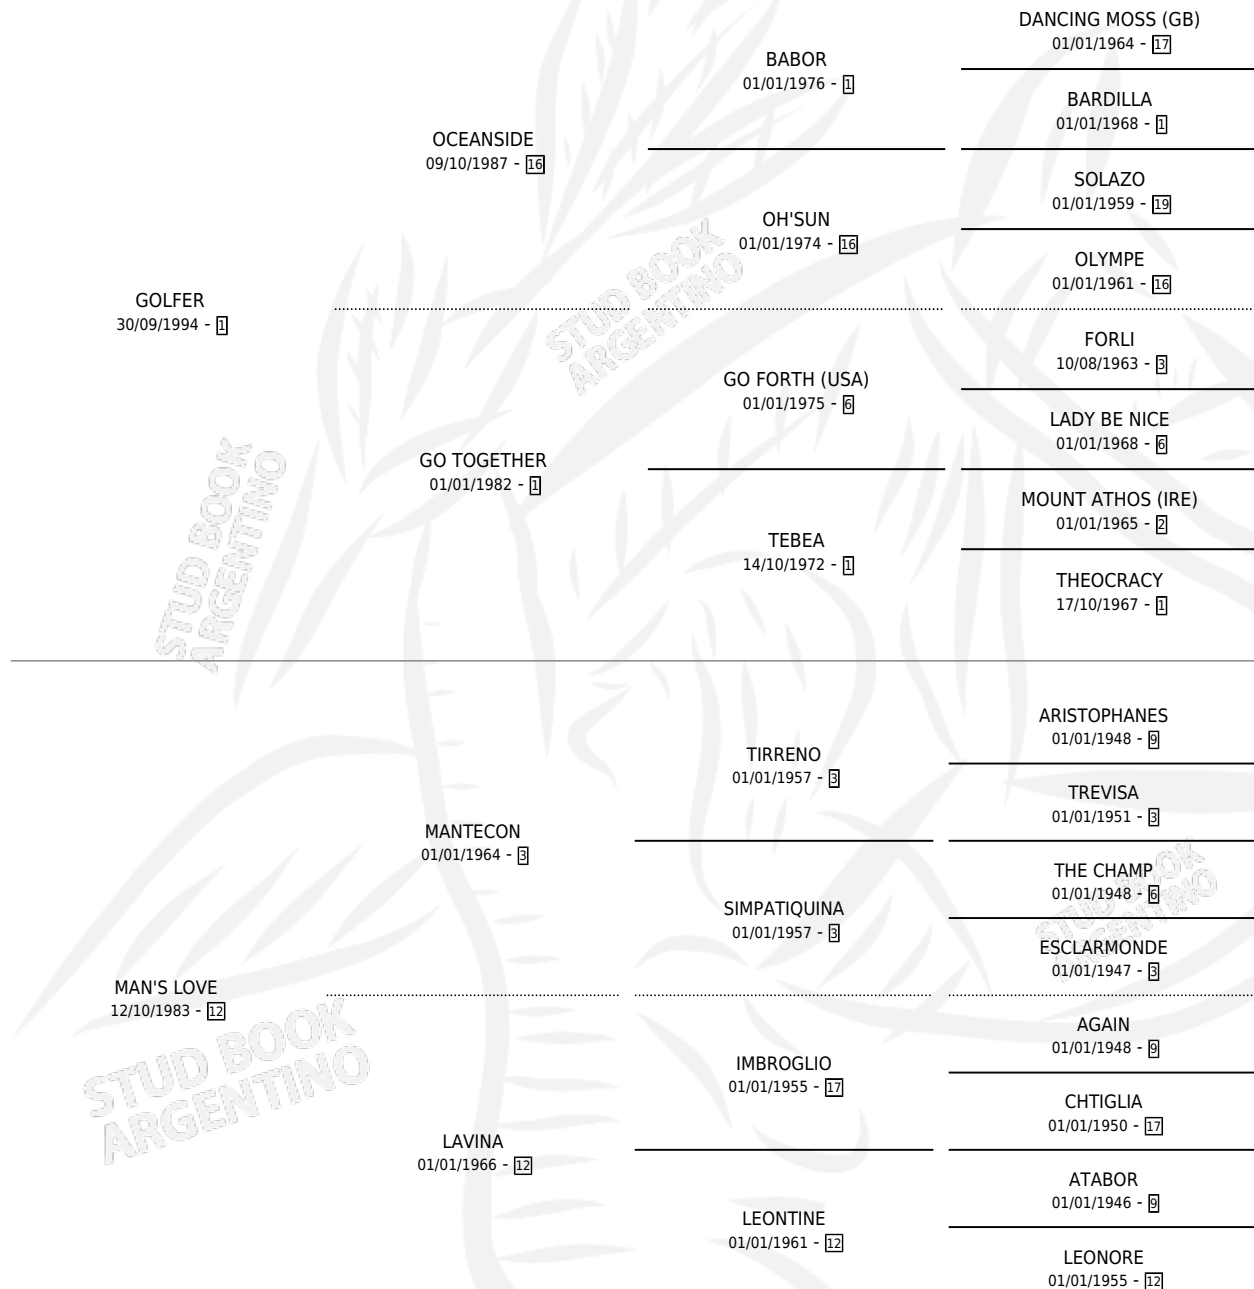 DANCING MOSS (GB)
01/01/1964 - 17
BABOR
01/01/1976 - 1
BARDILLA
01/01/1968 - 1
OCEANSIDE
09/10/1987 - 16
SOLAZO
01/01/1959 - 19
OH'SUN
01/01/1974 - 16
OLYMPE
01/01/1961 - 16
GOLFER
30/09/1994 - 1
FORLI
10/08/1963 - 3
GO FORTH (USA)
01/01/1975 - 6
LADY BE NICE
01/01/1968 - 6
GO TOGETHER
01/01/1982 - 1
MOUNT ATHOS (IRE)
01/01/1965 - 2
TEBEA
14/10/1972 - 1
THEOCRACY
17/10/1967 - 1
ARISTOPHANES
01/01/1948 - 9
TIRRENO
01/01/1957 - 3
TREVISA
01/01/1951 - 3
MANTECON
01/01/1964 - 3
THE CHAMP
01/01/1948 - 6
SIMPATIQUINA
01/01/1957 - 3
ESCLARMONDE
01/01/1947 - 3
MAN'S LOVE
12/10/1983 - 12
AGAIN
01/01/1948 - 9
IMBROGLIO
01/01/1955 - 17
CHTIGLIA
01/01/1950 - 17
LAVINA
01/01/1966 - 12
ATABOR
01/01/1946 - 9
LEONTINE
01/01/1961 - 12
LEONORE
01/01/1955 - 12
STUD BOOK
ARGENTINO
STUD BOOK
ARGENTINO
STUD BOOK
ARGENTINO
STUD BOOK
ARGENTINO